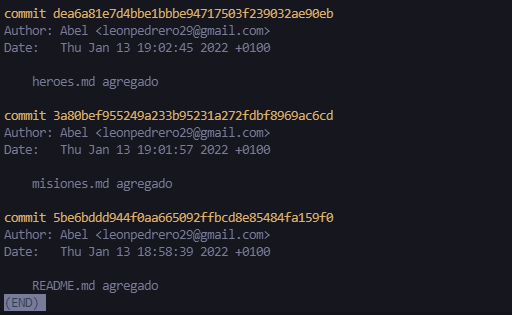 commit dea6a81e7d4bbe1bbbe94717503f239032ae90eb
Author: Abel <leonpedrero29@gmail.com>
Date:   Thu Jan 13 19:02:45 2022 +0100
heroes.md agregado
commit 3a80bef955249a233b95231a272fdbf8969ac6cd
Author: Abel <leonpedrero29@gmail.com>
Date:   Thu Jan 13 19:01:57 2022 +0100
misiones.md agregado
commit 5be6bddd944f0aa665092ffbcd8e85484fa159f0
Author: Abel <leonpedrero29@gmail.com>
Date:   Thu Jan 13 18:58:39 2022 +0100
README.md agregado
(END)